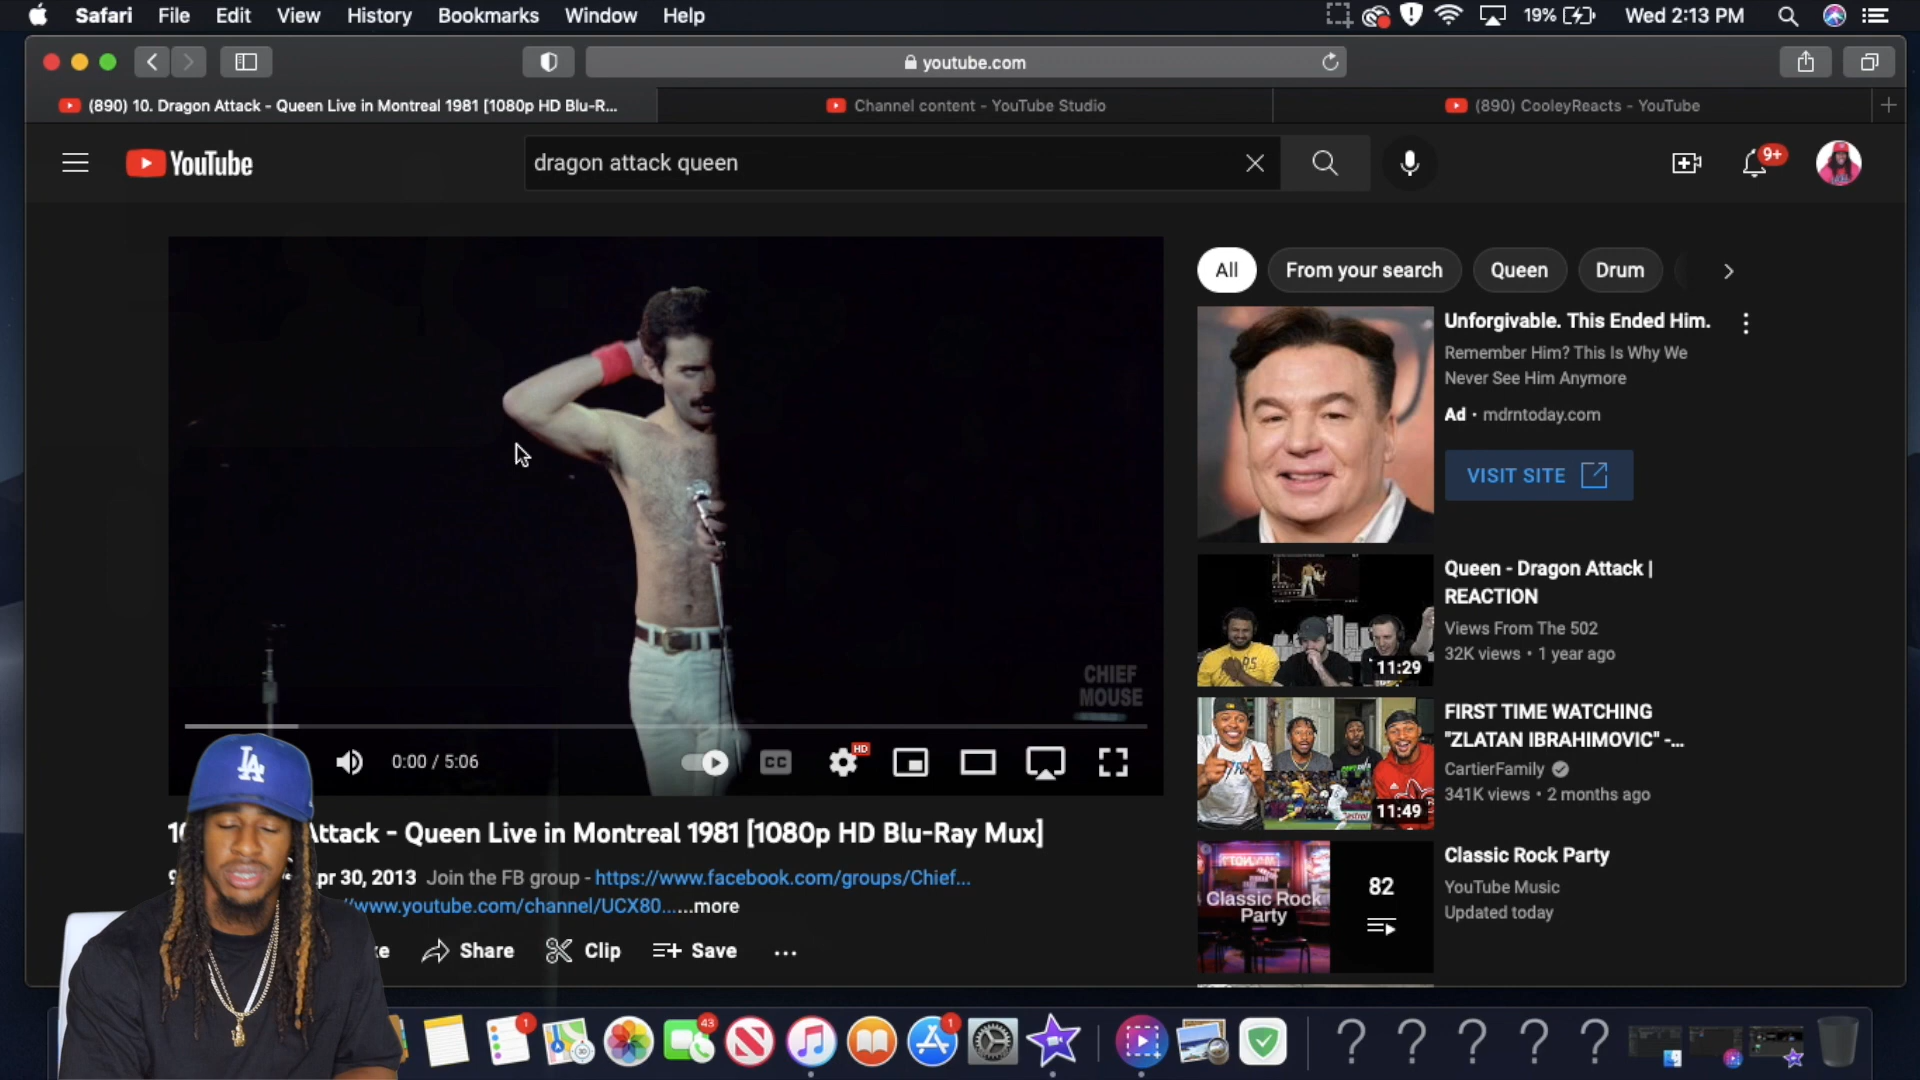 Safari File Edit View History Bookmarks Window Help 19% Wed 2:13 PM
youtube.com
(890) 10. Dragon Attack - Queen Live in Montreal 1981 [1080p HD Blu-R...
Channel content - YouTube Studio
(890) CooleyReacts - YouTube
YouTube
dragon attack queen
9+
All
From your search
Queen
Drum
Unforgivable. This Ended Him.
Remember Him? This Is Why We
Never See Him Anymore
Ad · mdrntoday.com
VISIT SITE
CHIEF
MOUSE
0:00 / 5:06
CC
HD
Queen - Dragon Attack |
REACTION
Views From The 502
32K views • 1 year ago
11:29
FIRST TIME WATCHING
"ZLATAN IBRAHIMOVIC" -...
CartierFamily
341K views • 2 months ago
11:49
Classic Rock Party
YouTube Music
Updated today
82
Classic Rock
Party
LA
Attack - Queen Live in Montreal 1981 [1080p HD Blu-Ray Mux]
pr 30, 2013 Join the FB group - https://www.facebook.com/groups/Chief...
/www.youtube.com/channel/UCX80......more
ke
Share
Clip
Save
1
43
1